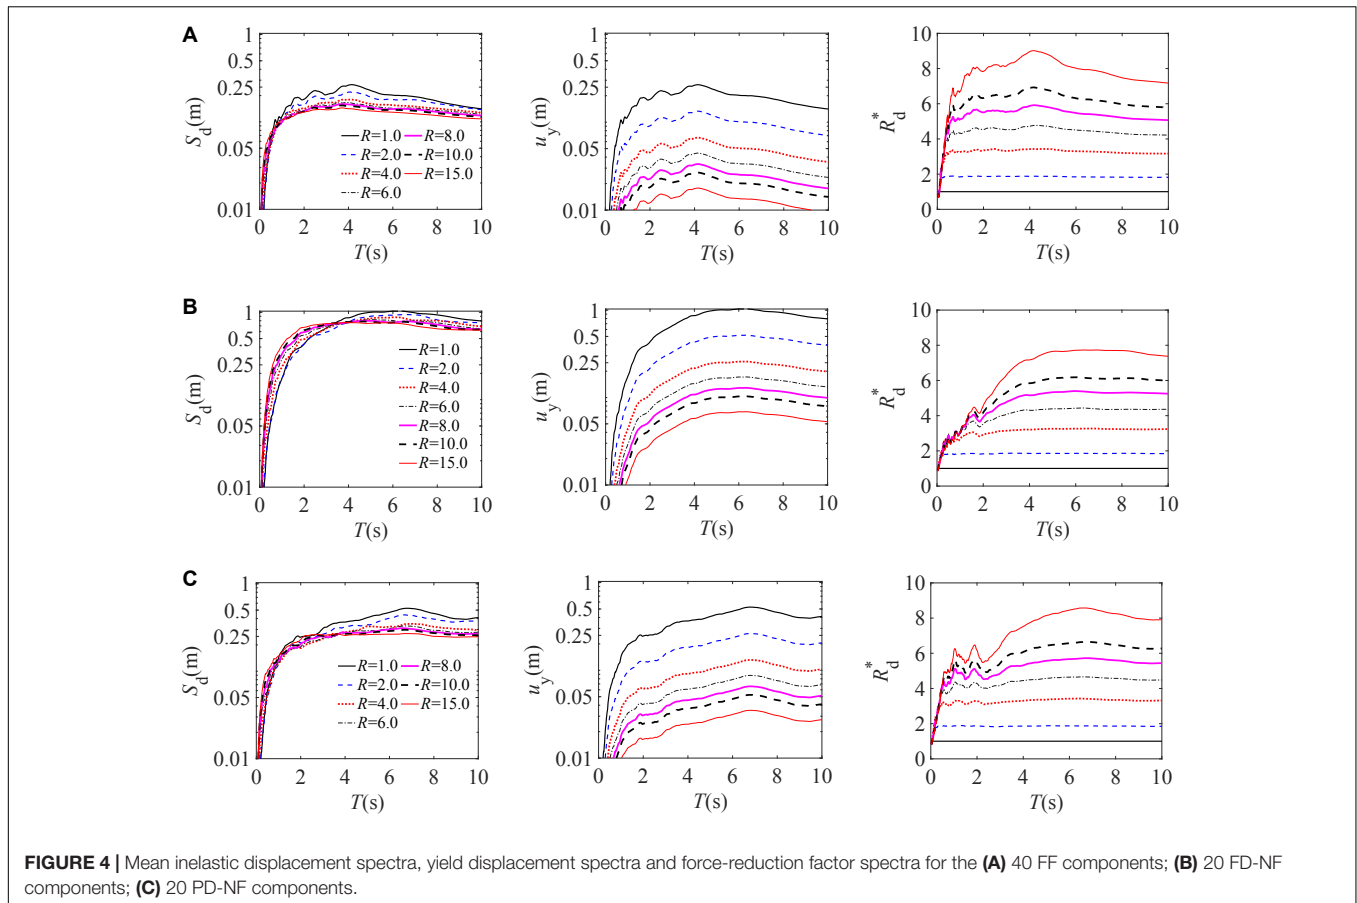 A
S_d(m)
1
0.5
0.25
0.05
0.01
R=1.0 R=8.0
R=2.0 R=10.0
R=4.0 R=15.0
R=6.0
0 2 4 6 8 10
T(s)
u_y(m)
1
0.5
0.25
0.05
0.01
0 2 4 6 8 10
T(s)
R_d^*
10
8
6
4
2
0
0 2 4 6 8 10
T(s)
B
S_d(m)
1
0.5
0.25
0.05
0.01
R=1.0
R=2.0
R=4.0
R=6.0
R=8.0
R=10.0
R=15.0
0 2 4 6 8 10
T(s)
u_y(m)
1
0.5
0.25
0.05
0.01
0 2 4 6 8 10
T(s)
R_d^*
10
8
6
4
2
0
0 2 4 6 8 10
T(s)
C
S_d(m)
1
0.5
0.25
0.05
0.01
R=1.0 R=8.0
R=2.0 R=10.0
R=4.0 R=15.0
R=6.0
0 2 4 6 8 10
T(s)
u_y(m)
1
0.5
0.25
0.05
0.01
0 2 4 6 8 10
T(s)
R_d^*
10
8
6
4
2
0
0 2 4 6 8 10
T(s)
FIGURE 4 | Mean inelastic displacement spectra, yield displacement spectra and force-reduction factor spectra for the (A) 40 FF components; (B) 20 FD-NF
components; (C) 20 PD-NF components.